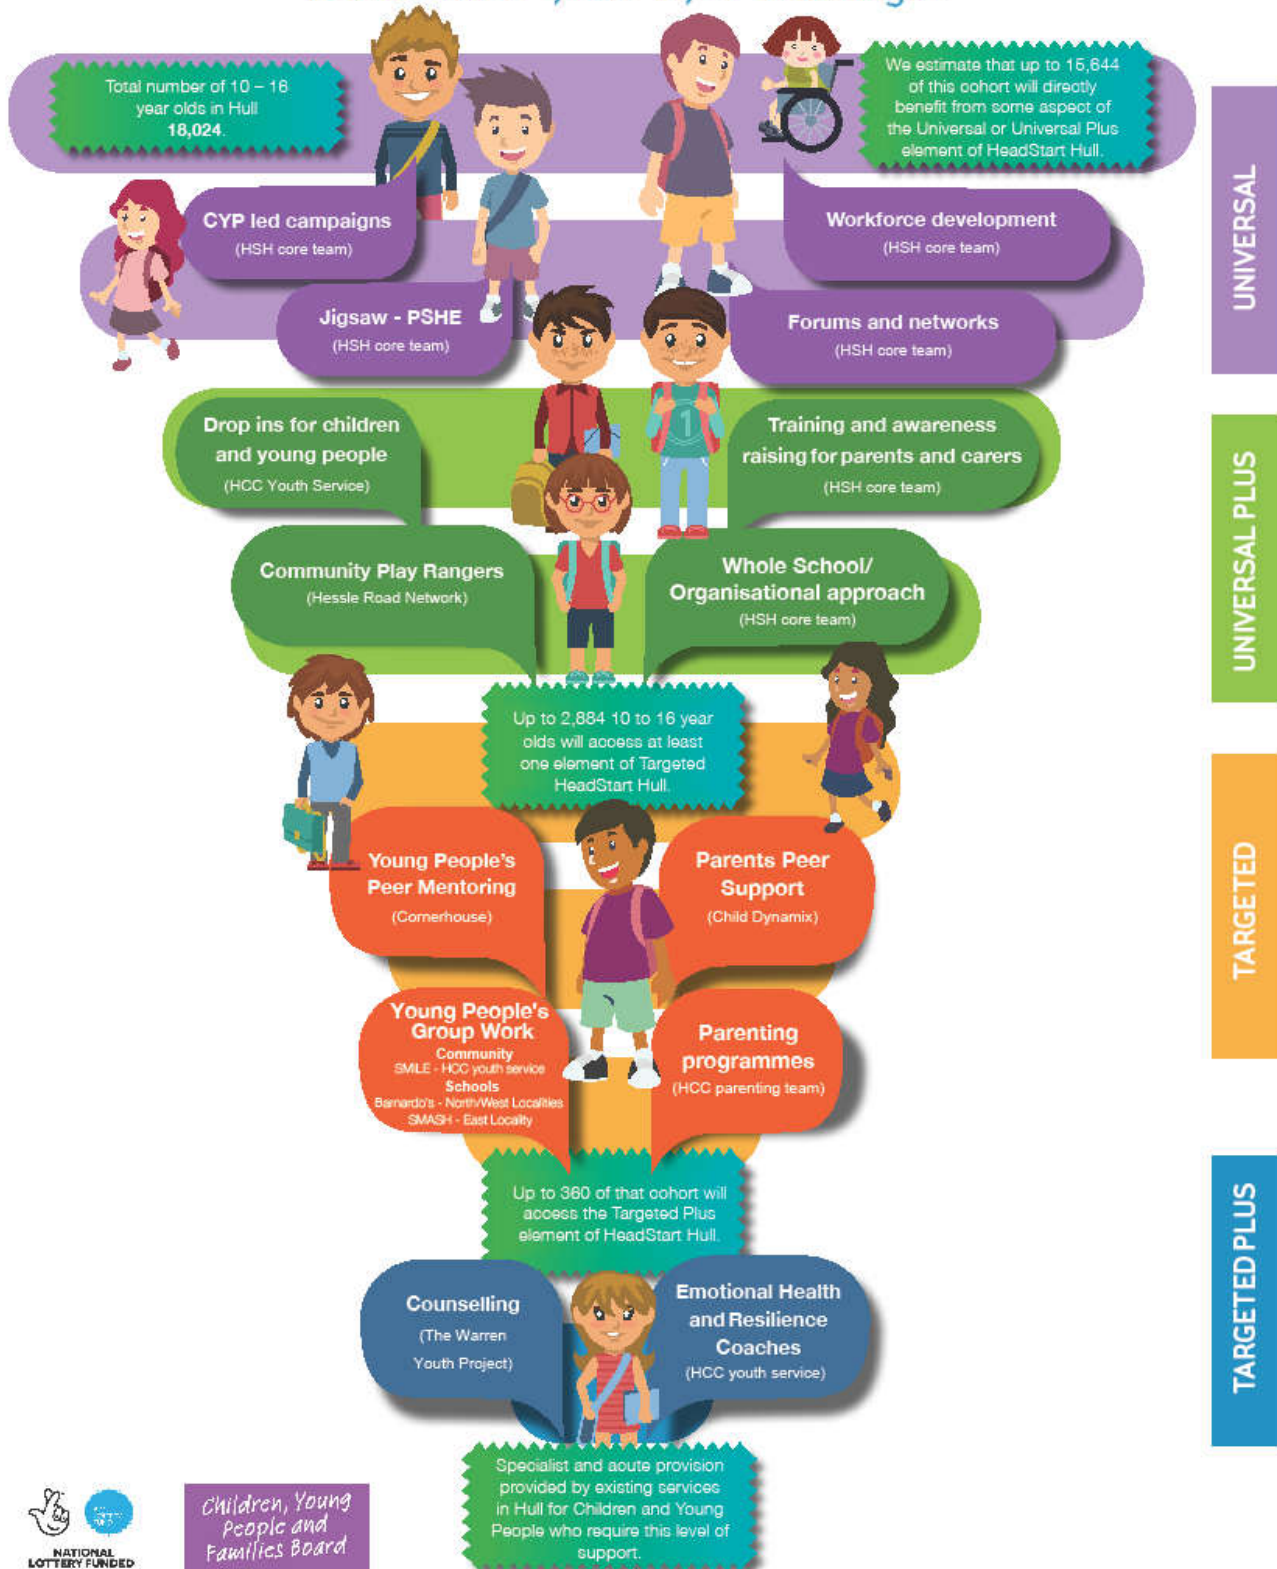 Total number of 10 – 16
year olds in Hull
18,024.
We estimate that up to 15,644
of this cohort will directly
benefit from some aspect of
the Universal or Universal Plus
element of HeadStart Hull.
UNIVERSAL
CYP led campaigns
(HSH core team)
Workforce development
(HSH core team)
Jigsaw - PSHE
(HSH core team)
Forums and networks
(HSH core team)
UNIVERSAL PLUS
Drop ins for children
and young people
(HCC Youth Service)
1
Training and awareness
raising for parents and carers
(HSH core team)
Community Play Rangers
(Hessle Road Network)
Whole School/
Organisational approach
(HSH core team)
Up to 2,884 10 to 16 year
olds will access at least
one element of Targeted
HeadStart Hull.
TARGETED
Young People's
Peer Mentoring
(Cornerhouse)
Parents Peer
Support
(Child Dynamix)
Young People's
Group Work
Community
SMILE - HCC youth service
Schools
Barnardo's - North/West Localities
SMASH - East Locality
Parenting
programmes
(HCC parenting team)
Up to 360 of that cohort will
access the Targeted Plus
element of HeadStart Hull.
TARGETED PLUS
Counselling
(The Warren
Youth Project)
Emotional Health
and Resilience
Coaches
(HCC youth service)
Specialist and acute provision
provided by existing services
in Hull for Children and Young
People who require this level of
support.
NATIONAL
LOTTERY FUNDED
Children, Young
People and
Families Board